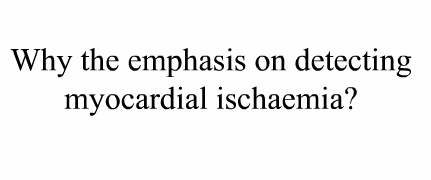 Why the emphasis on detecting
myocardial ischaemia?